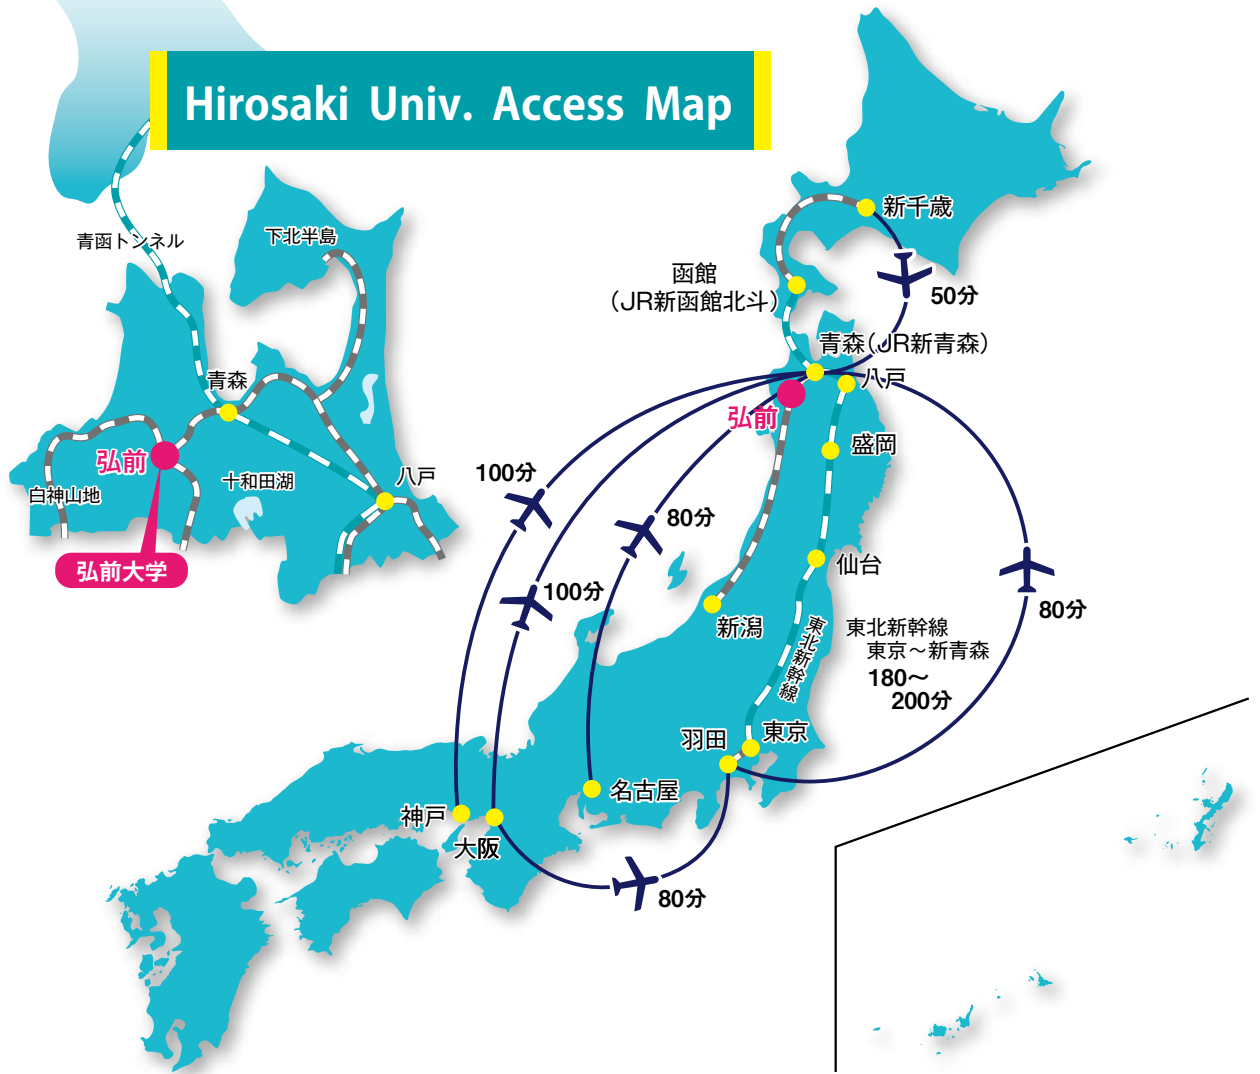 Hirosaki Univ. Access Map
青函トンネル
下北半島
青森
弘前
白神山地
十和田湖
八戸
弘前大学
新千歳
函館
（JR新函館北斗）
50分
青森（JR新青森）
八戸
弘前
盛岡
100分
80分
100分
仙台
80分
新潟
東北新幹線
東北新幹線
東京～新青森
180～
200分
羽田
東京
名古屋
神戸
大阪
80分